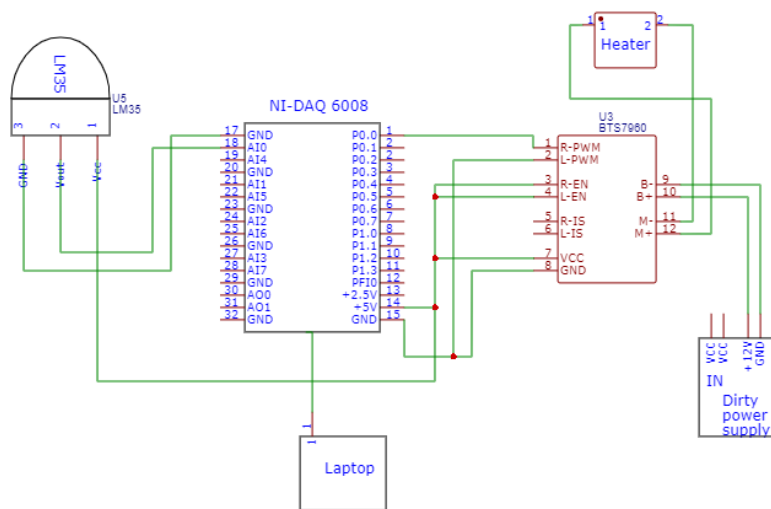 LM35
U5
LM35
3 2 1
GND
Vout
Vcc
NI-DAQ 6008
17 GND P0.0 1
18 AI0 P0.1 2
19 AI4 P0.2 2
20 GND P0.3 3
21 AI1 P0.4 4
22 AI5 P0.5 5
23 GND P0.6 6
24 AI2 P0.7 7
25 AI6 P1.0 8
26 GND P1.1 9
27 AI3 P1.2 10
28 AI7 P1.3 11
29 GND PFI0 12
30 AO0 +2.5V 13
31 AO1 +5V 14
32 GND GND 15
1 1 2 2
Heater
U3
BTS7960
1 R-PWM
2 L-PWM
3 R-EN B- 9
4 L-EN B+ 10
5 R-IS M- 11
6 L-IS M+ 12
7 VCC
8 GND
VCC
VCC
+12V
GND
IN
Dirty
power
supply
1
1
Laptop